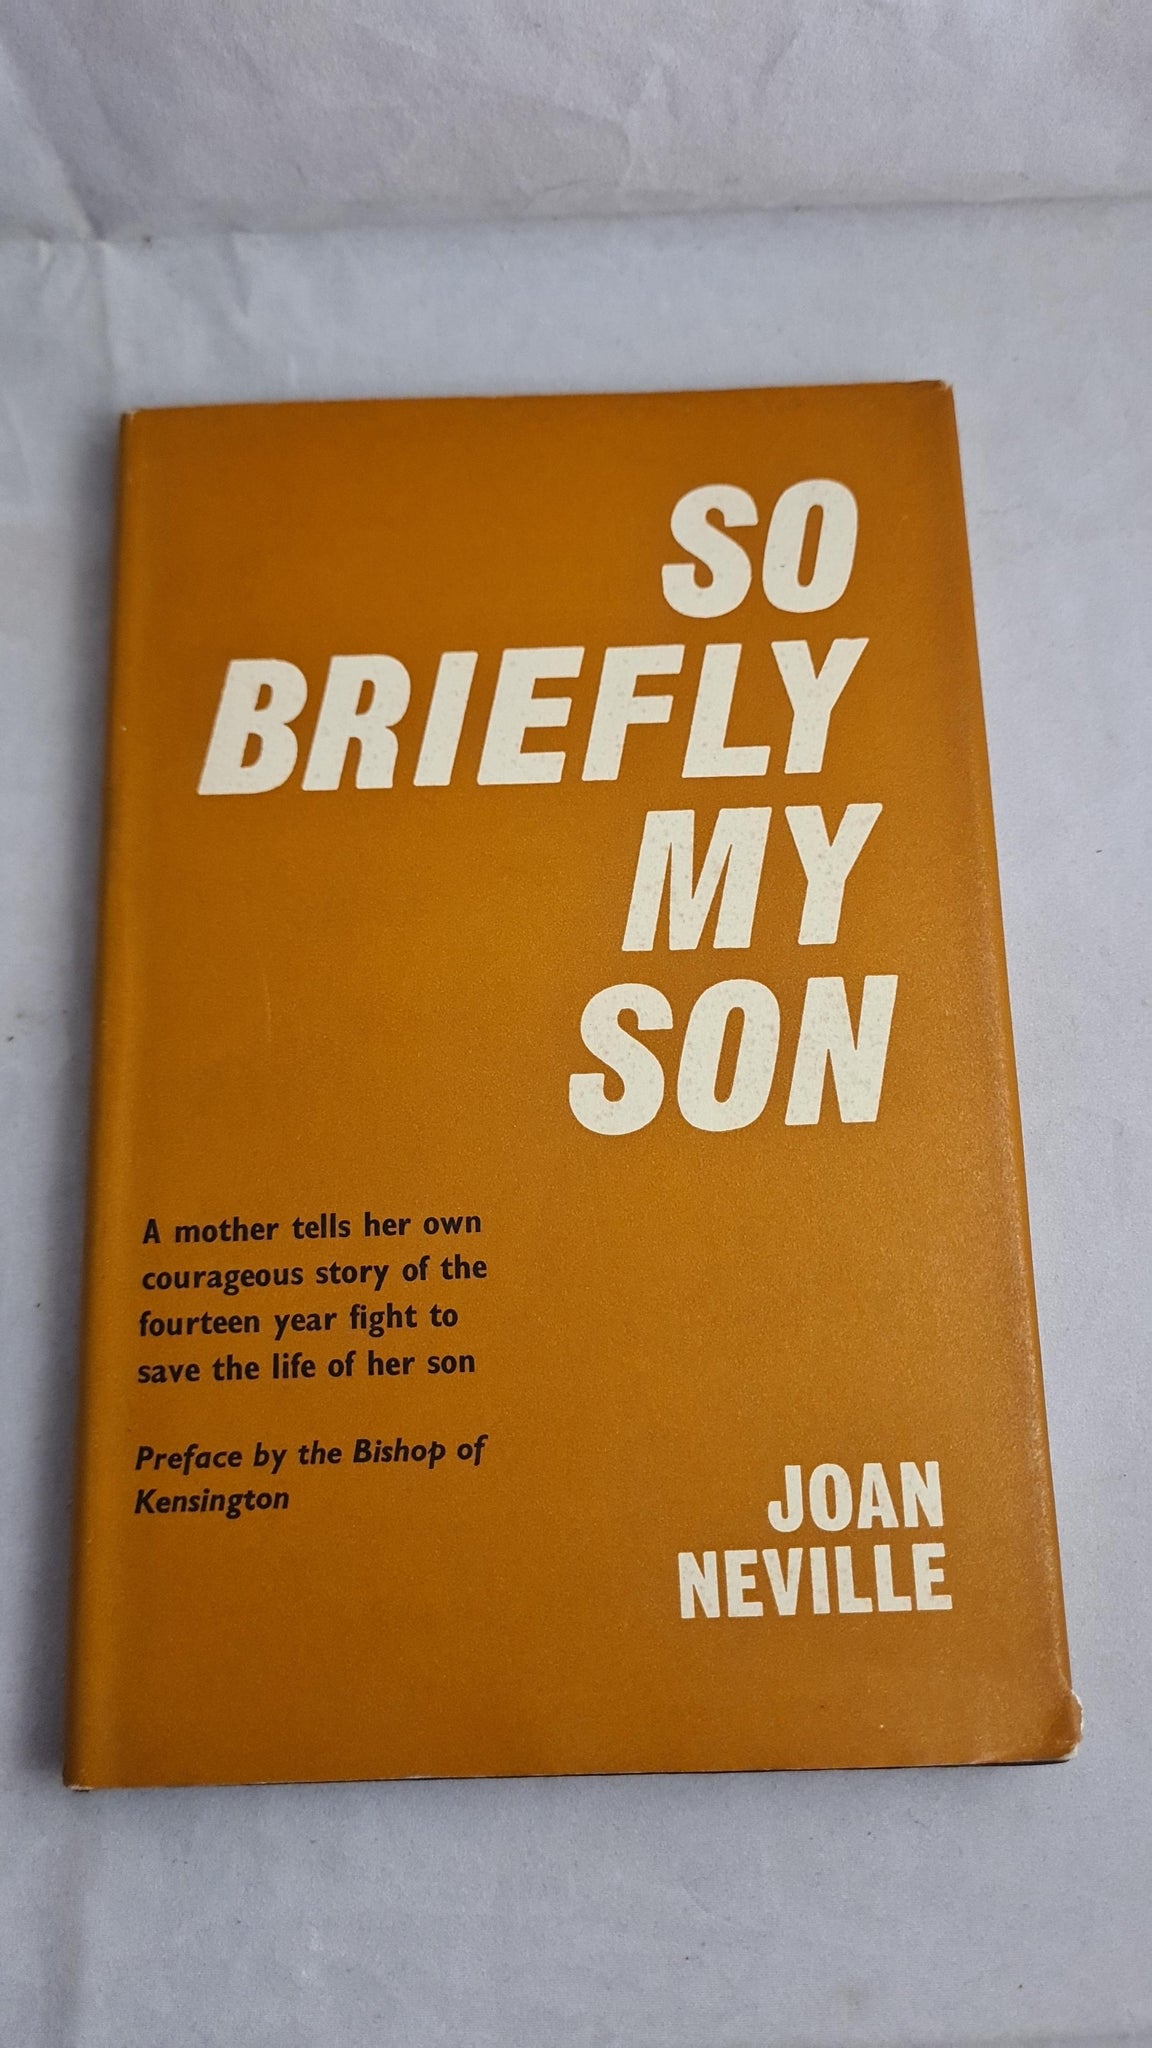 SO
BRIEFLY
MY
SON
A mother tells her own
courageous story of the
fourteen year fight to
save the life of her son
Preface by the Bishop of
Kensington
JOAN
NEVILLE